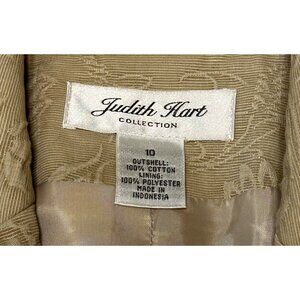 Judith Hart
COLLECTION
10
OUTSHELL:
100% COTTON
LINING:
100% POLYESTER
MADE IN
INDONESIA